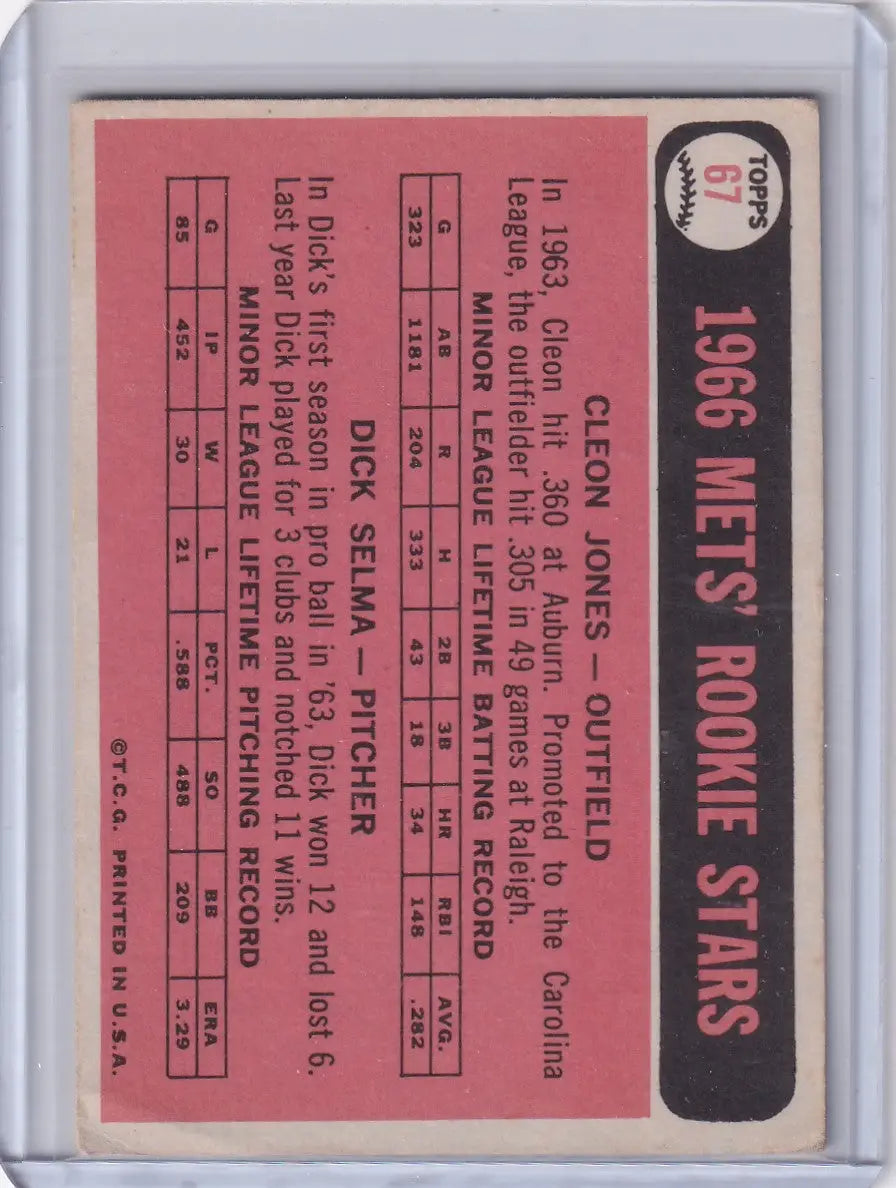 TOPPS
67
1966 METS' ROOKIE STARS
CLEON JONES — OUTFIELD
In 1963, Cleon hit .360 at Auburn. Promoted to the Carolina
League, the outfielder hit .305 in 49 games at Raleigh.
MINOR LEAGUE LIFETIME BATTING RECORD
G AB R H 2B 3B HR RBI AVG.
323 1181 204 333 43 18 34 148 .282
DICK SELMA — PITCHER
In Dick's first season in pro ball in '63, Dick won 12 and lost 6.
Last year Dick played for 3 clubs and notched 11 wins.
MINOR LEAGUE LIFETIME PITCHING RECORD
G IP W L PCT. SO BB ERA
85 452 30 21 .588 488 209 3.29
©T.C.G. PRINTED IN U.S.A.